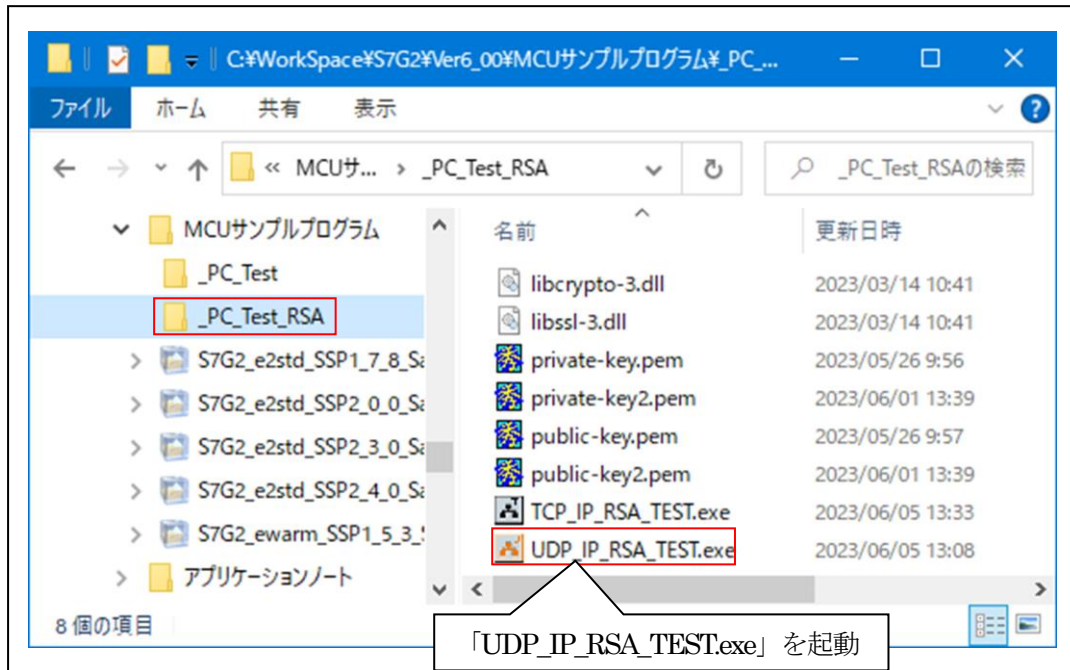 C:¥WorkSpace¥S7G2¥Ver6_00¥MCUサンプルプログラム¥_PC_...
ファイル ホーム 共有 表示
« MCUサ... › _PC_Test_RSA _PC_Test_RSAの検索
MCUサンプルプログラム
_PC_Test
_PC_Test_RSA
S7G2_e2std_SSP1_7_8_Sa
S7G2_e2std_SSP2_0_0_Sa
S7G2_e2std_SSP2_3_0_Sa
S7G2_e2std_SSP2_4_0_Sa
S7G2_ewarm_SSP1_5_3_
アプリケーションノート
名前 更新日時
libcrypto-3.dll 2023/03/14 10:41
libssl-3.dll 2023/03/14 10:41
private-key.pem 2023/05/26 9:56
private-key2.pem 2023/06/01 13:39
public-key.pem 2023/05/26 9:57
public-key2.pem 2023/06/01 13:39
TCP_IP_RSA_TEST.exe 2023/06/05 13:33
UDP_IP_RSA_TEST.exe 2023/06/05 13:08
8 個の項目
「UDP_IP_RSA_TEST.exe」を起動